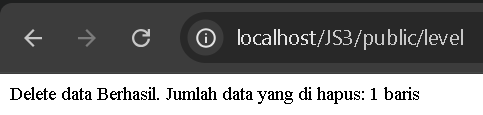 localhost/JS3/public/level
Delete data Berhasil. Jumlah data yang di hapus: 1 baris